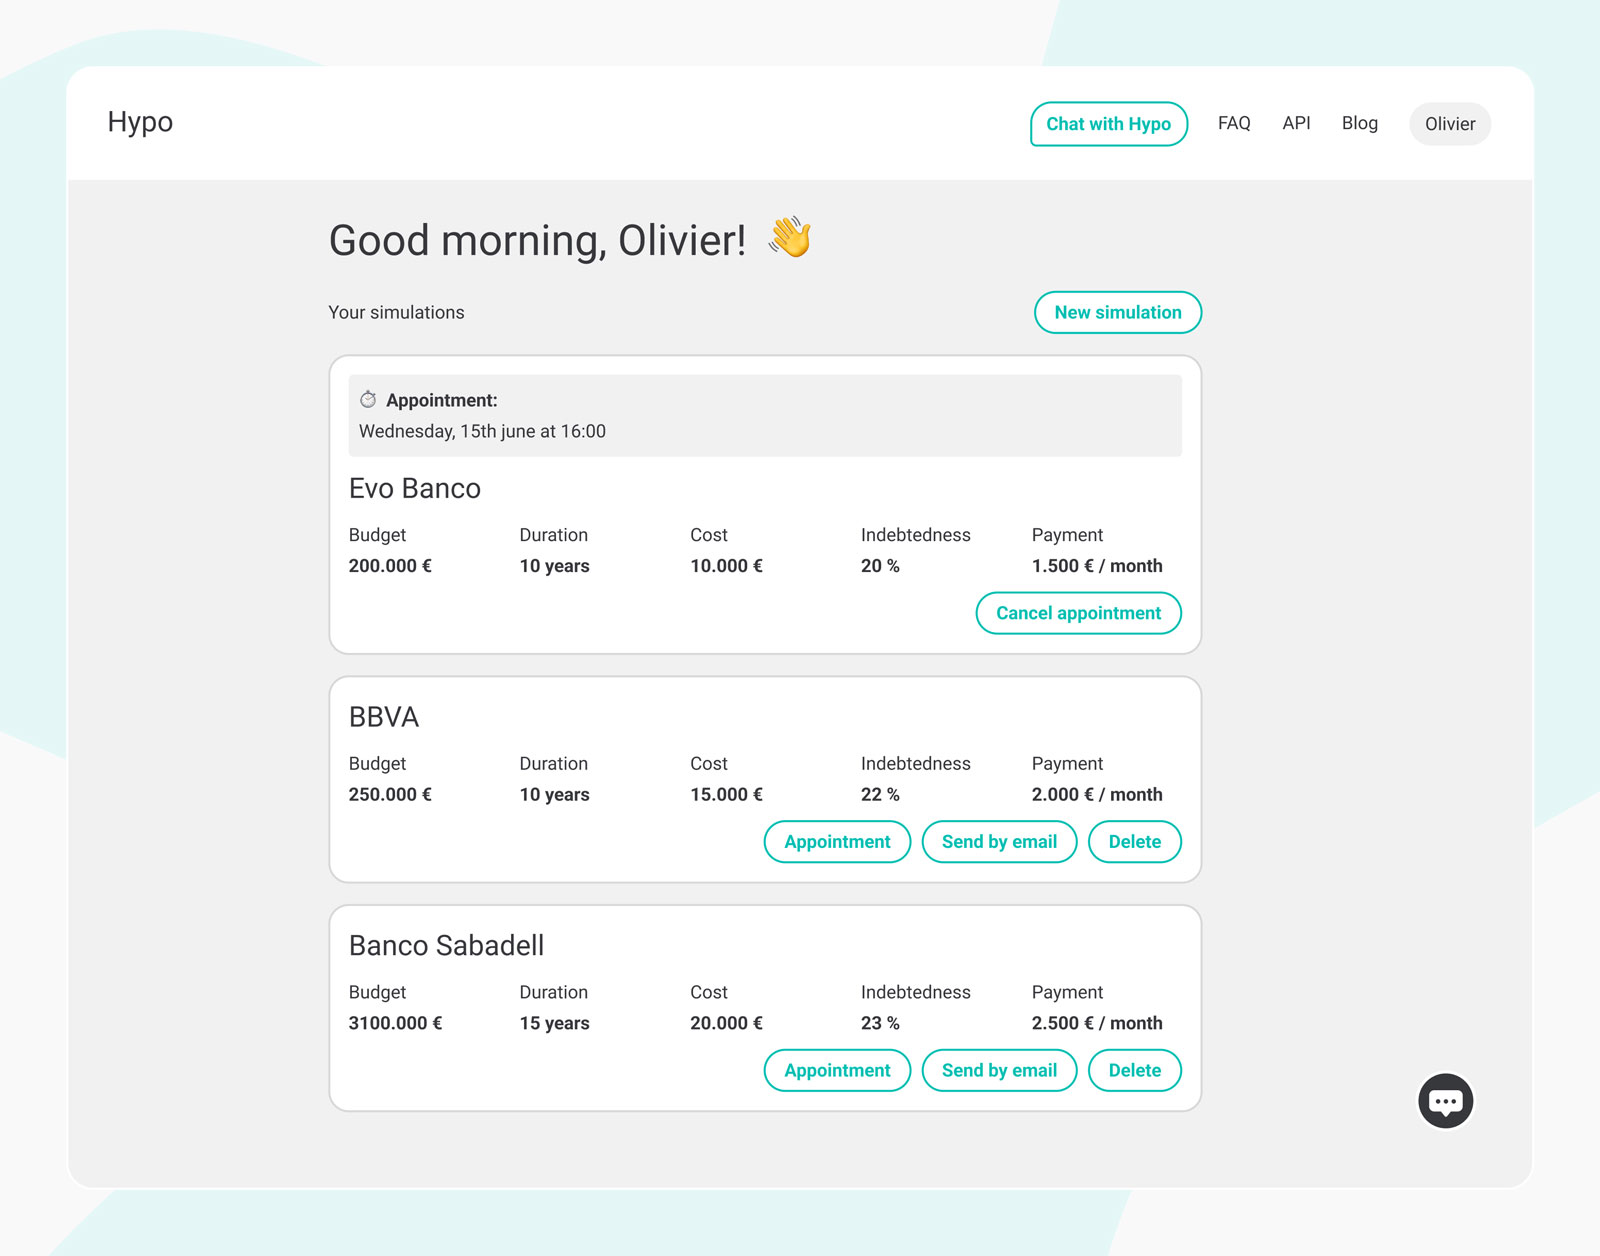 Hypo
Chat with Hypo FAQ API Blog Olivier
Good morning, Olivier! 👋
Your simulations New simulation
⏱ Appointment:
Wednesday, 15th june at 16:00
Evo Banco
Budget Duration Cost Indebtedness Payment
200.000 € 10 years 10.000 € 20 % 1.500 € / month
Cancel appointment
BBVA
Budget Duration Cost Indebtedness Payment
250.000 € 10 years 15.000 € 22 % 2.000 € / month
Appointment Send by email Delete
Banco Sabadell
Budget Duration Cost Indebtedness Payment
3100.000 € 15 years 20.000 € 23 % 2.500 € / month
Appointment Send by email Delete